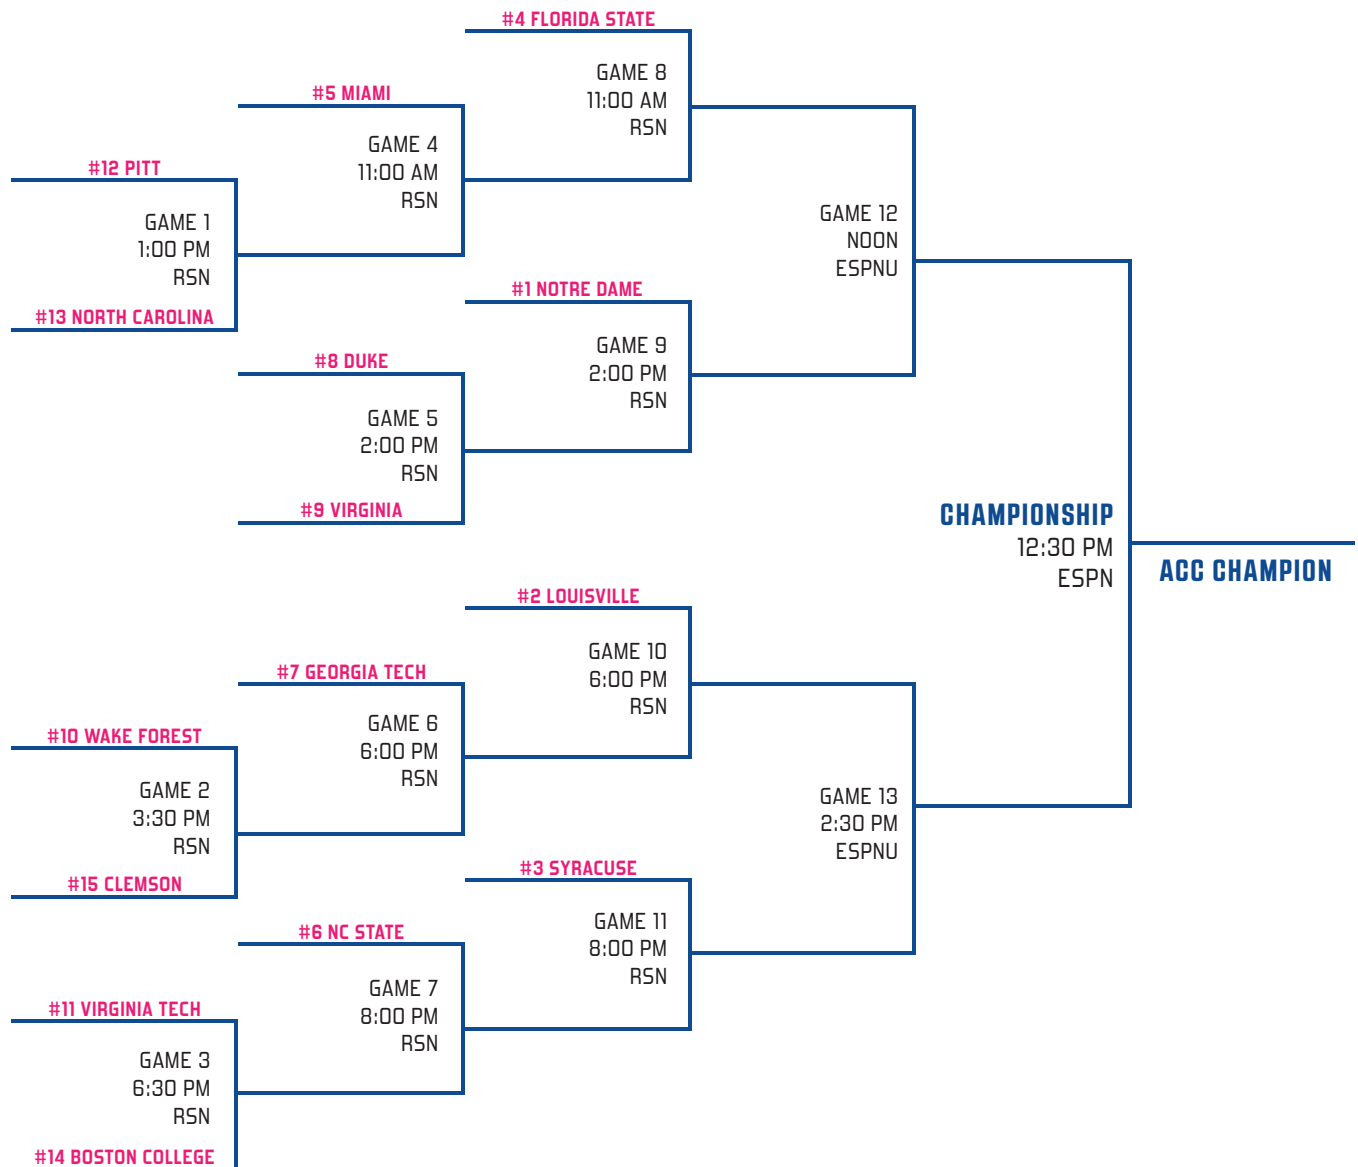 #4 FLORIDA STATE
GAME 8
11:00 AM
RSN
#5 MIAMI
GAME 4
11:00 AM
RSN
#12 PITT
GAME 1
1:00 PM
RSN
#13 NORTH CAROLINA
GAME 12
NOON
ESPNU
#1 NOTRE DAME
GAME 9
2:00 PM
RSN
#8 DUKE
GAME 5
2:00 PM
RSN
#9 VIRGINIA
CHAMPIONSHIP
12:30 PM
ESPN
ACC CHAMPION
#2 LOUISVILLE
GAME 10
6:00 PM
RSN
#7 GEORGIA TECH
GAME 6
6:00 PM
RSN
#10 WAKE FOREST
GAME 2
3:30 PM
RSN
#15 CLEMSON
GAME 13
2:30 PM
ESPNU
#3 SYRACUSE
GAME 11
8:00 PM
RSN
#6 NC STATE
GAME 7
8:00 PM
RSN
#11 VIRGINIA TECH
GAME 3
6:30 PM
RSN
#14 BOSTON COLLEGE